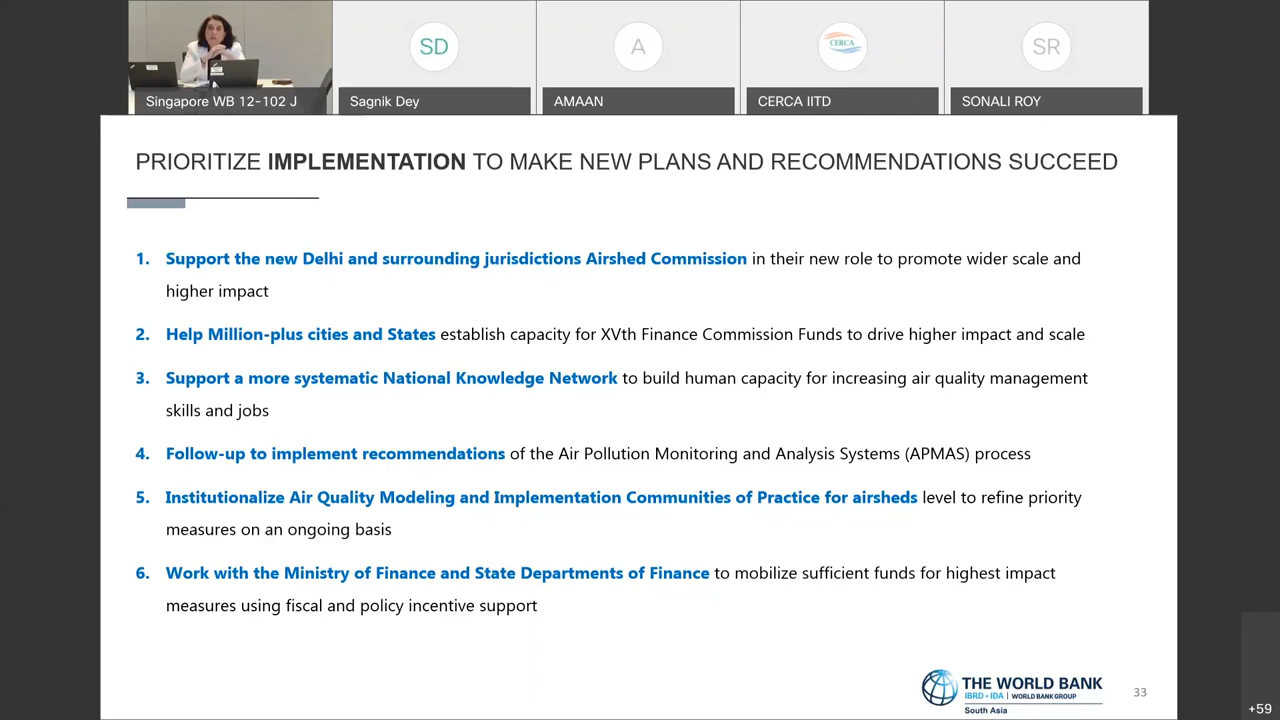 SD
A
CERCA
SR
Singapore WB 12-102 J
Sagnik Dey
AMAAN
CERCA IITD
SONALI ROY
PRIORITIZE IMPLEMENTATION TO MAKE NEW PLANS AND RECOMMENDATIONS SUCCEED
1. Support the new Delhi and surrounding jurisdictions Airshed Commission in their new role to promote wider scale and
higher impact
2. Help Million-plus cities and States establish capacity for XVth Finance Commission Funds to drive higher impact and scale
3. Support a more systematic National Knowledge Network to build human capacity for increasing air quality management
skills and jobs
4. Follow-up to implement recommendations of the Air Pollution Monitoring and Analysis Systems (APMAS) process
5. Institutionalize Air Quality Modeling and Implementation Communities of Practice for airsheds level to refine priority
measures on an ongoing basis
6. Work with the Ministry of Finance and State Departments of Finance to mobilize sufficient funds for highest impact
measures using fiscal and policy incentive support
THE WORLD BANK
IBRD • IDA | WORLD BANK GROUP
South Asia
33
+59